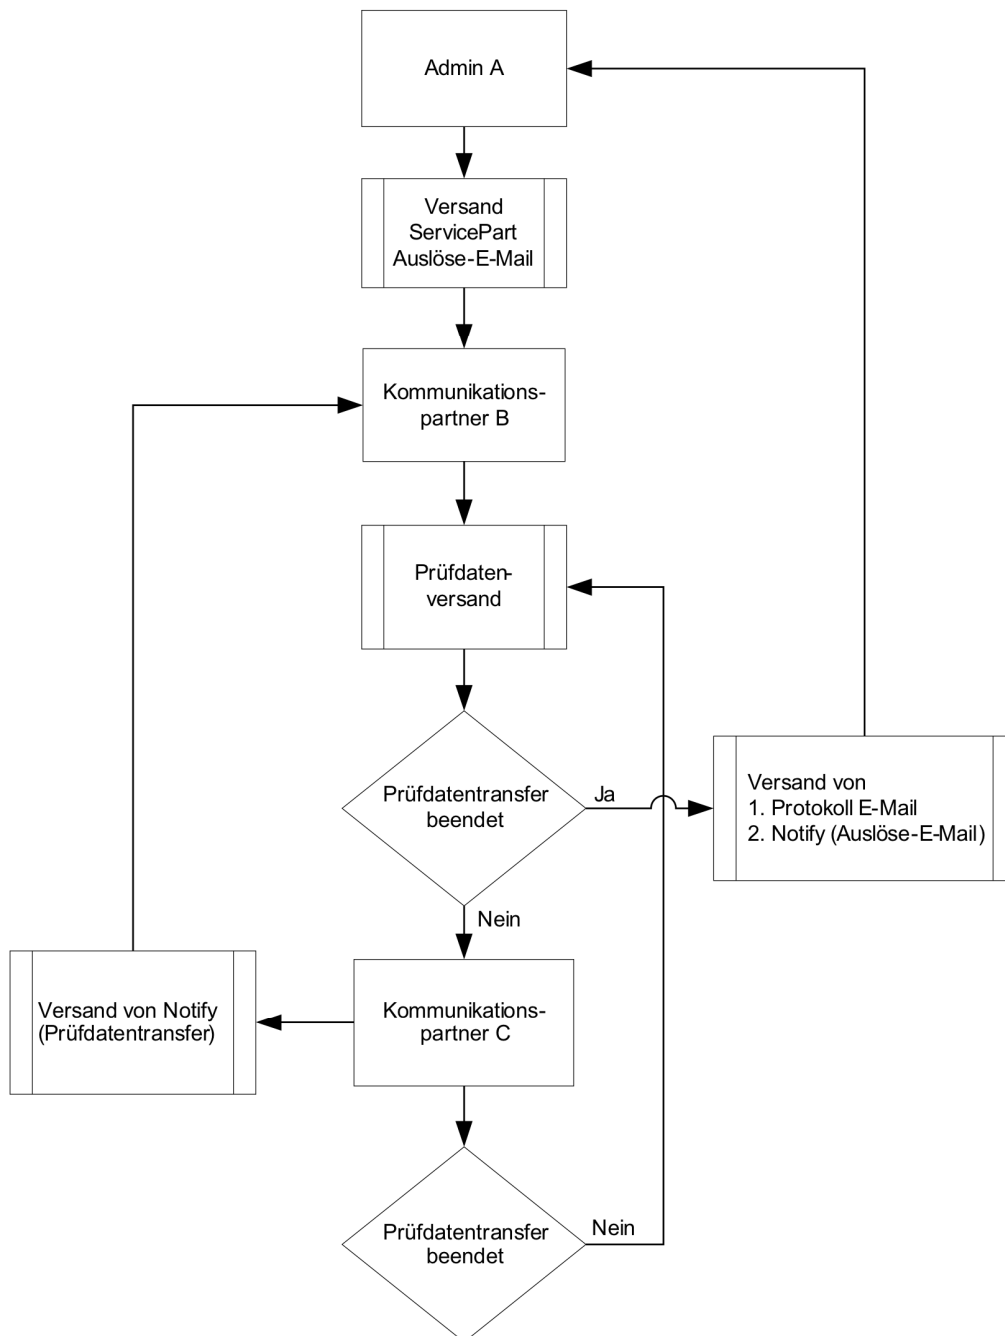 Admin A
Versand
ServicePart
Auslöse-E-Mail
Kommunikations-
partner B
Prüfdaten-
versand
Prüfdatentransfer
beendet
Ja
Versand von
1. Protokoll E-Mail
2. Notify (Auslöse-E-Mail)
Nein
Versand von Notify
(Prüfdatentransfer)
Kommunikations-
partner C
Prüfdatentransfer
beendet
Nein